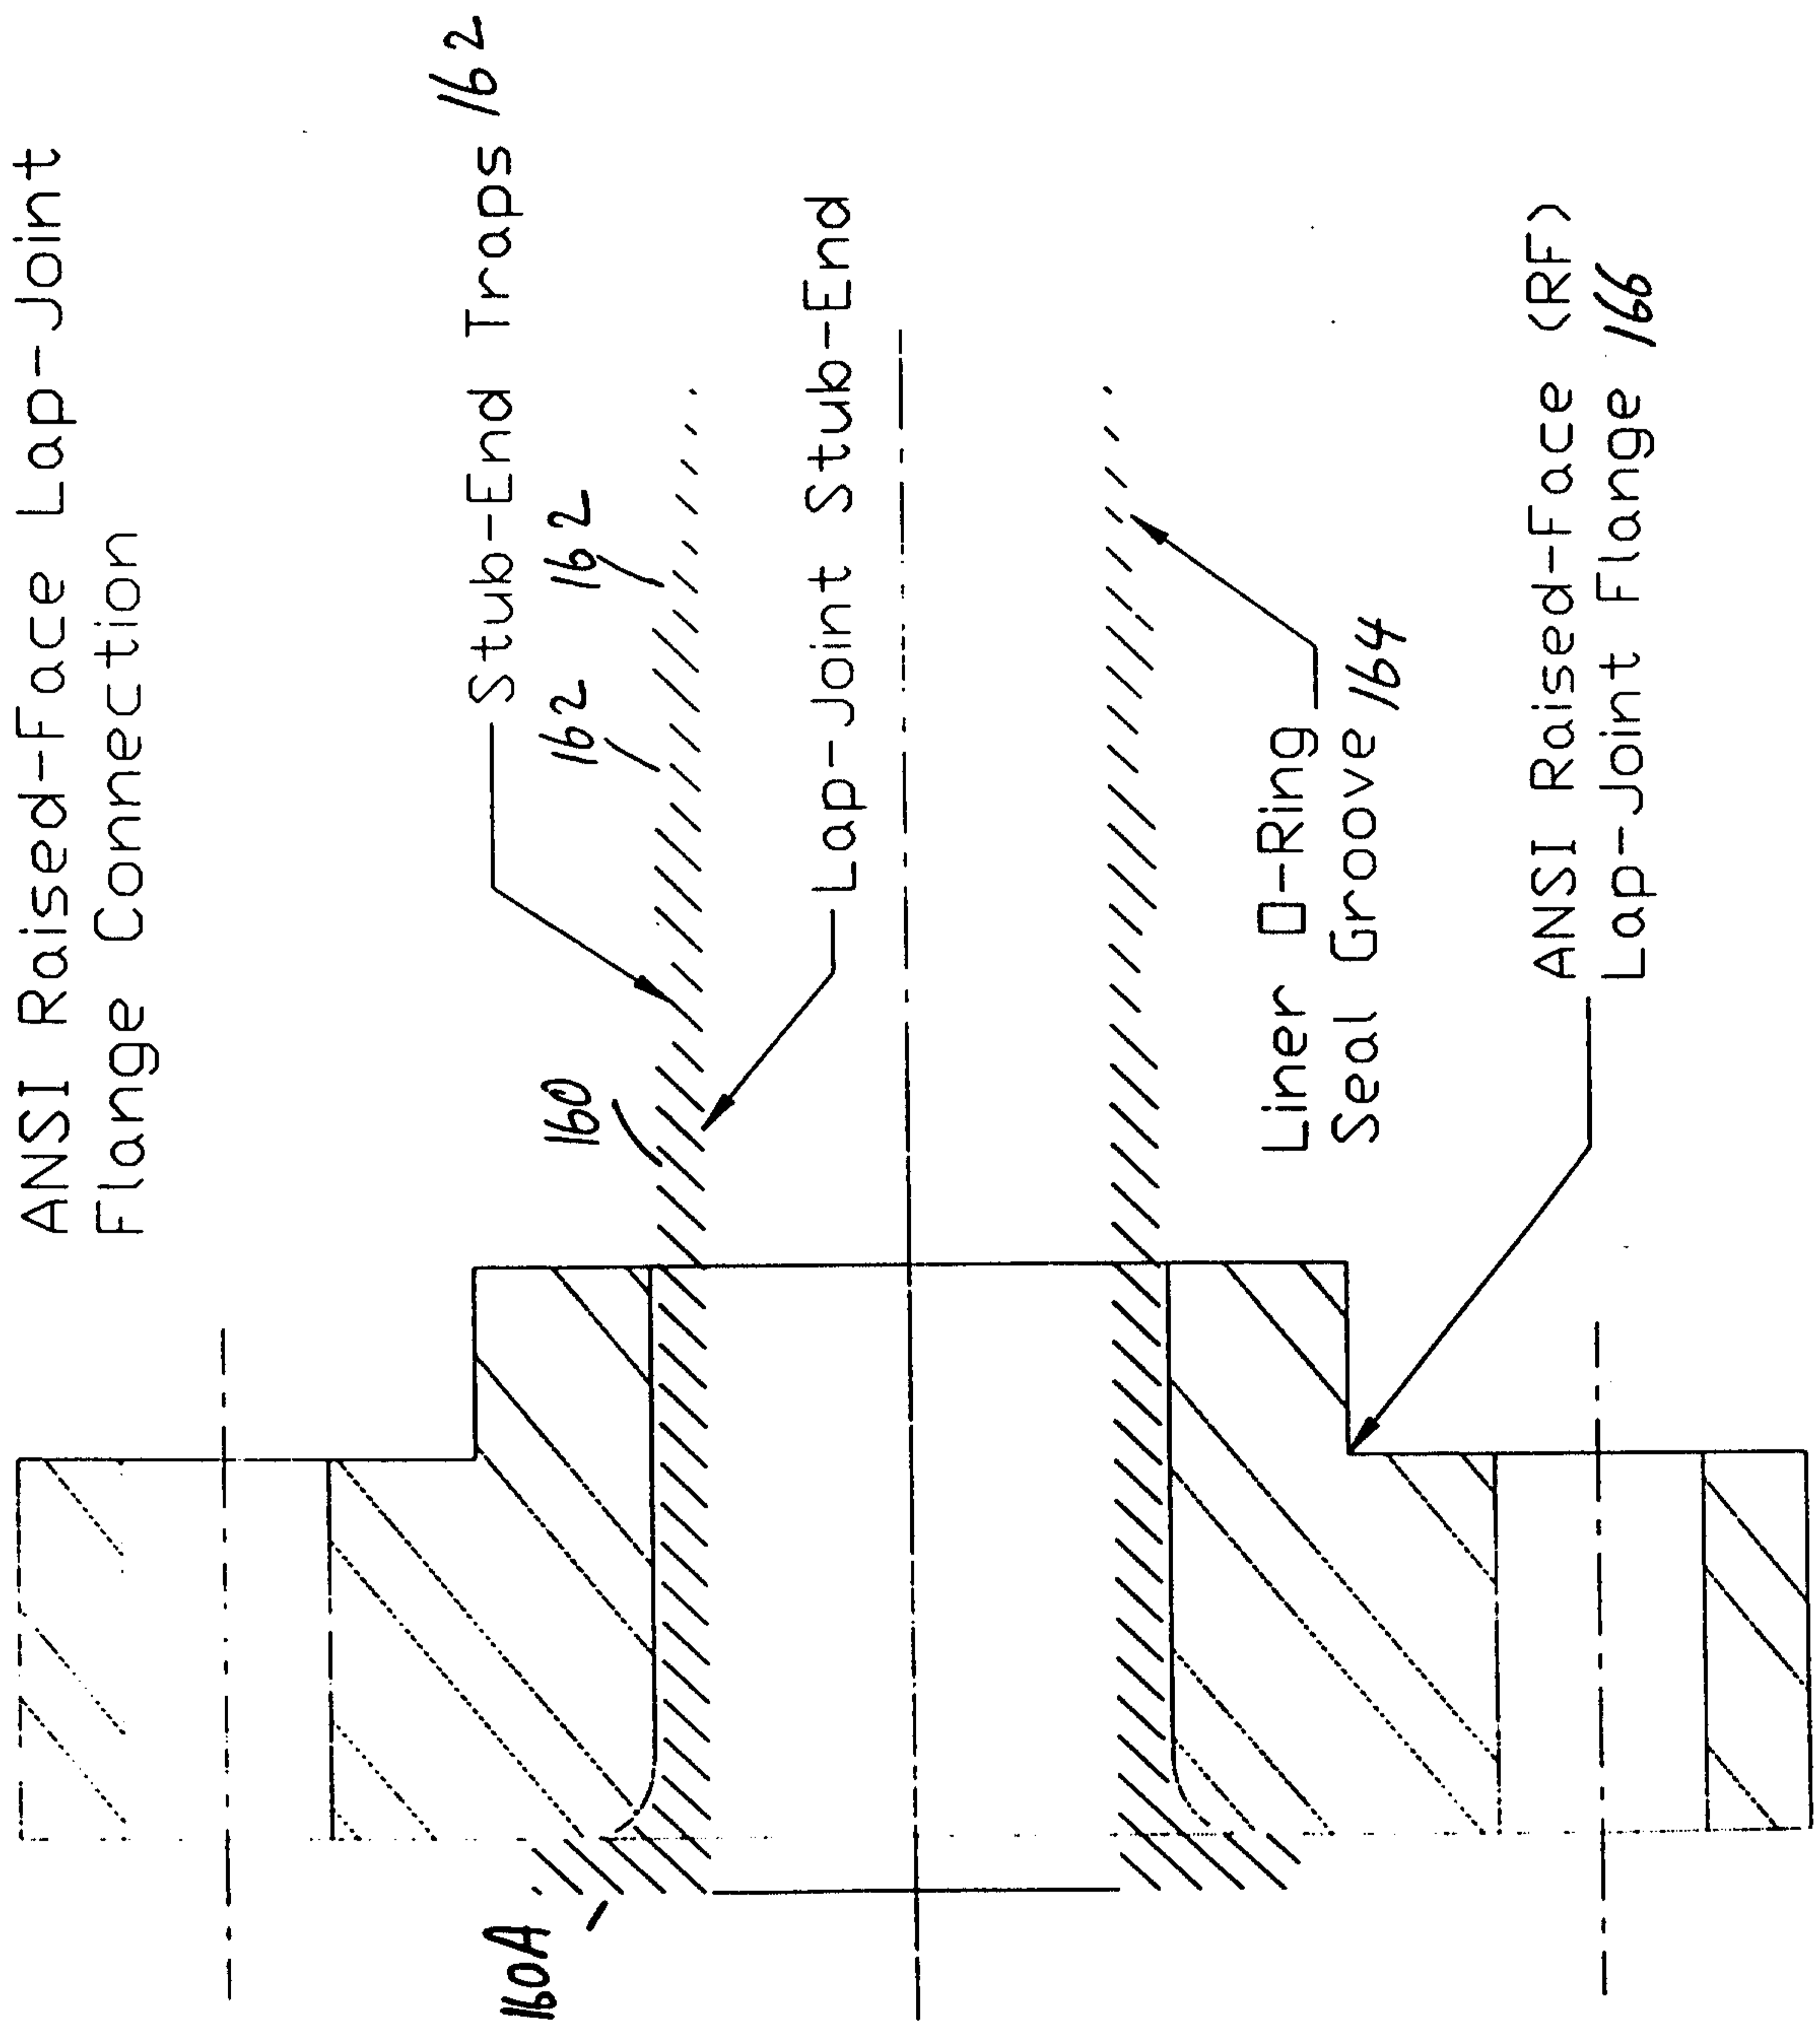 ANSI Raised-Face Lap-Joint
Flange Connection
Stub-End Traps 162
162
162
160
Lap-Joint Stub-End
160A
Liner O-Ring
Seal Groove 164
ANSI Raised-Face (RF)
Lap-Joint Flange 166